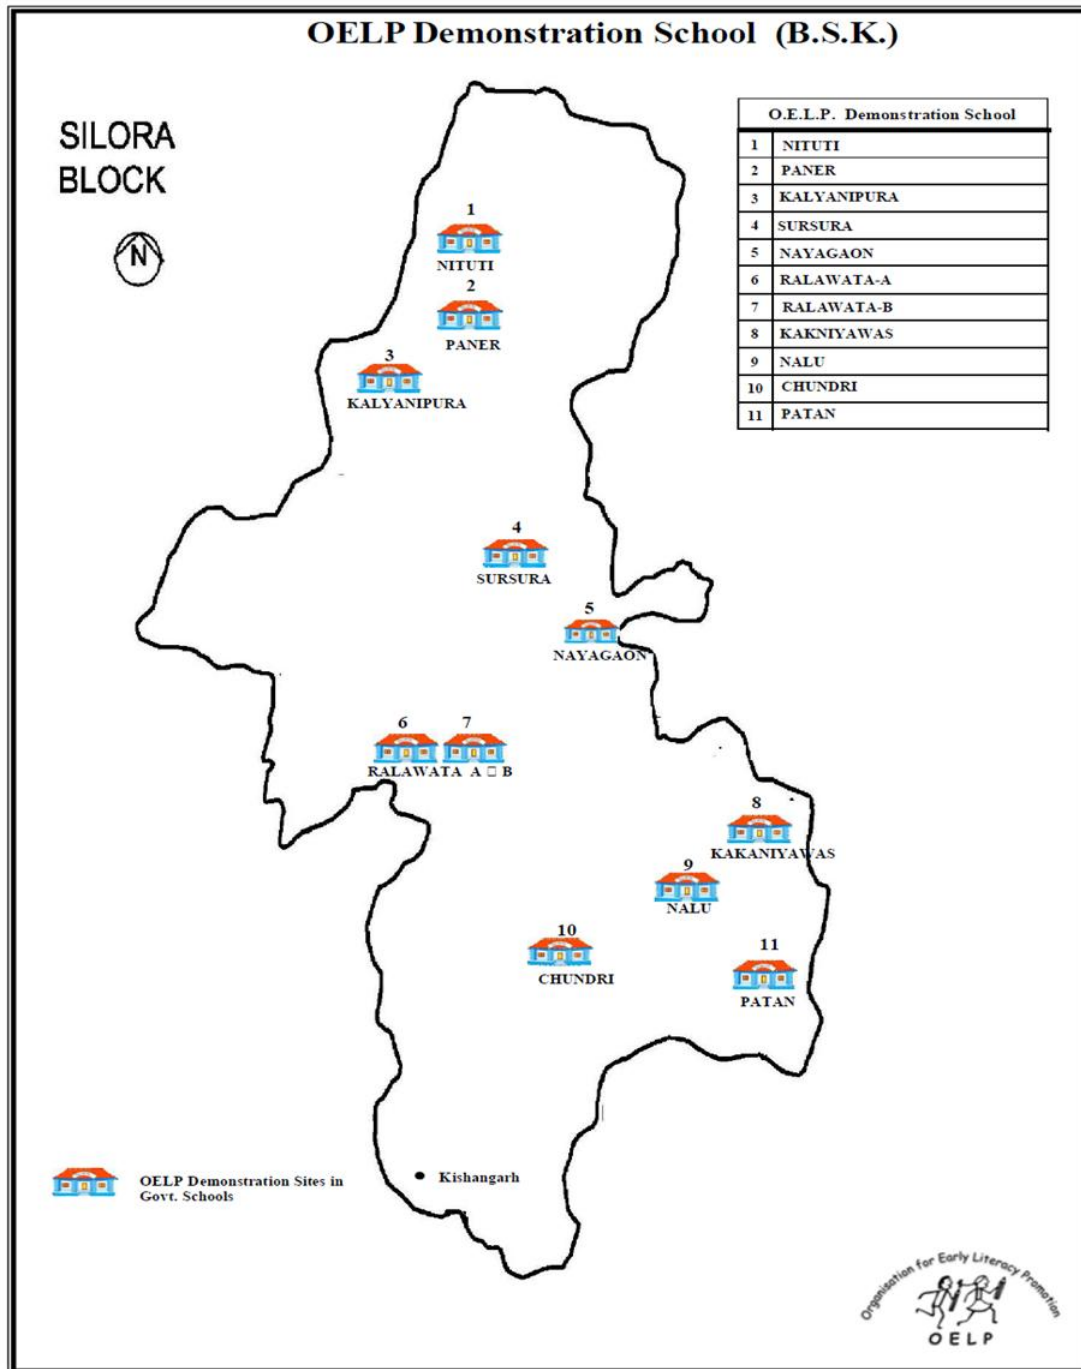 OELP Demonstration School (B.S.K.)
SILORA
BLOCK
N
O.E.L.P. Demonstration School
1 NITUTI
2 PANER
3 KALYANIPURA
4 SURSURA
5 NAYAGAON
6 RALAWATA-A
7 RALAWATA-B
8 KAKNIYAWAS
9 NALU
10 CHUNDRI
11 PATAN
1
NITUTI
2
PANER
3
KALYANIPURA
4
SURSURA
5
NAYAGAON
6 7
RALAWATA A □ B
8
KAKANIYAWAS
9
NALU
10
CHUNDRI
11
PATAN
Kishangarh
OELP Demonstration Sites in
Govt. Schools
Organisation for Early Literacy Promotion
OELP